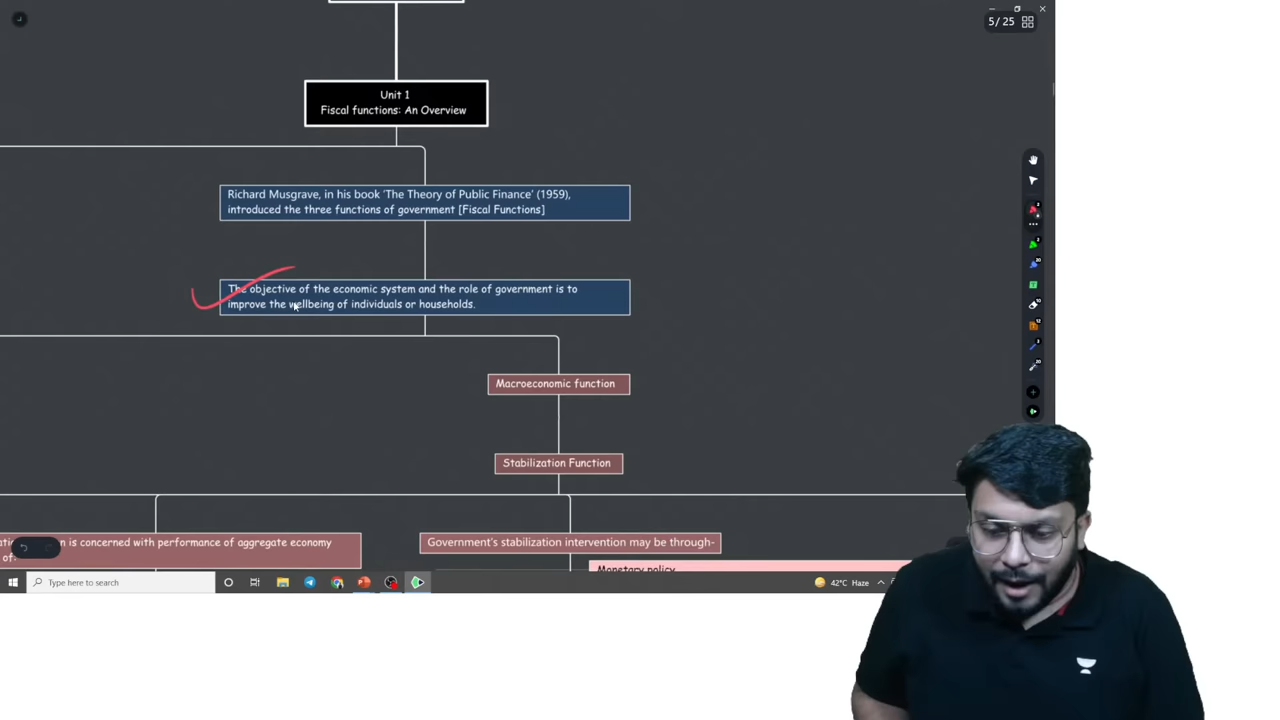 5/25
Unit 1
Fiscal functions: An Overview
Richard Musgrave, in his book ‘The Theory of Public Finance’ (1959),
introduced the three functions of government [Fiscal Functions]
The objective of the economic system and the role of government is to
improve the wellbeing of individuals or households.
Macroeconomic function
Stabilization Function
is concerned with performance of aggregate economy
of
Government's stabilization intervention may be through-
Monetary policy
Type here to search
42°C Haze